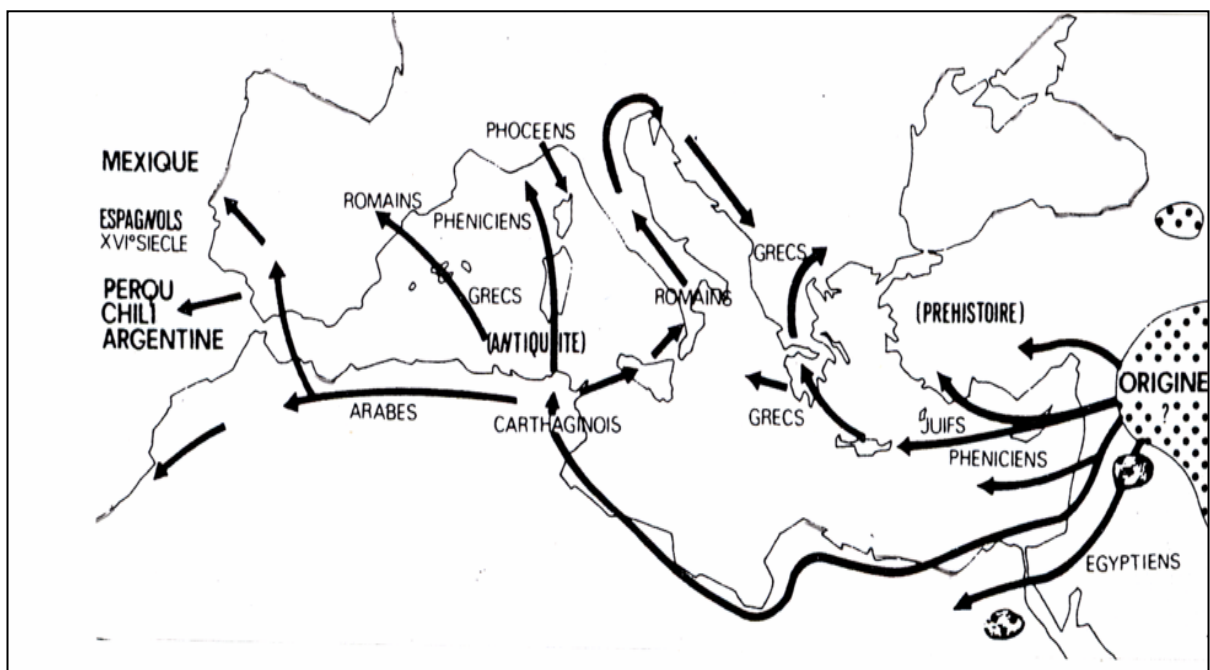 PHOCEENS
MEXIQUE
ROMAINS
ESPAGNOLS
XVIᵉ SIECLE
PHENICIENS
GRECS
PEROU
CHILI
ARGENTINE
GRECS
ROMAINS
(PREHISTOIRE)
(ANTIQUITE)
ORIGINE
?
ARABES
CARTHAGINOIS
GRECS
JUIFS
PHENICIENS
EGYPTIENS